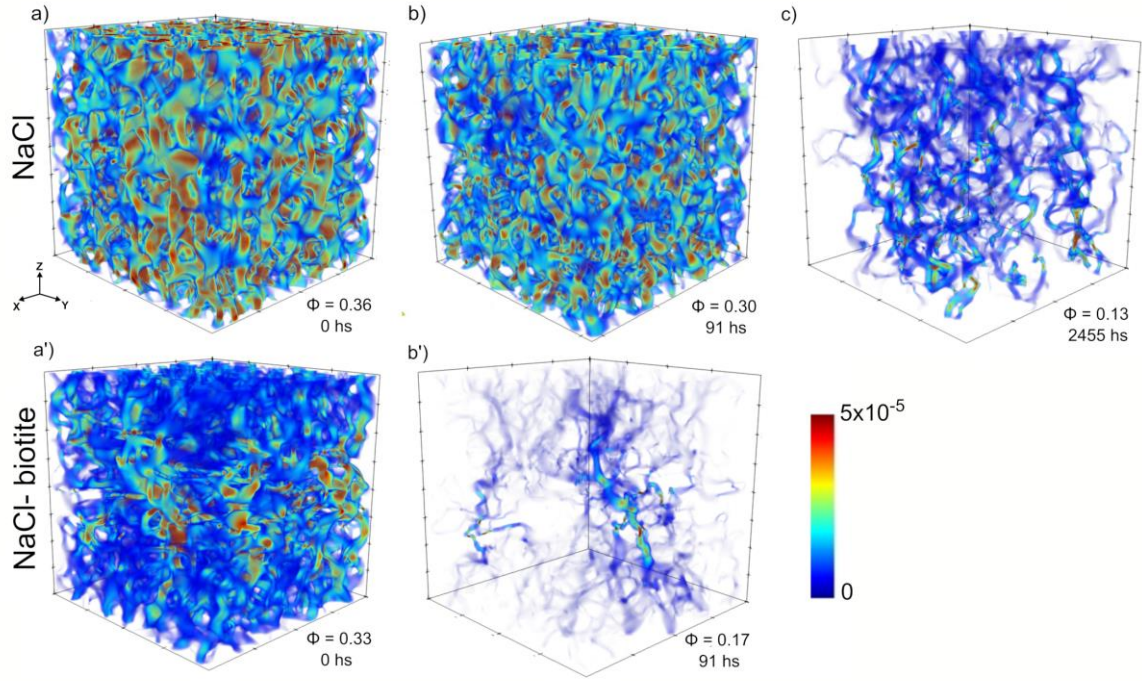 a)
b)
c)
NaCl
Z
X
Y
Φ = 0.36
0 hs
Φ = 0.30
91 hs
Φ = 0.13
2455 hs
a')
b')
NaCl- biotite
Φ = 0.33
0 hs
Φ = 0.17
91 hs
5x10⁻⁵
0